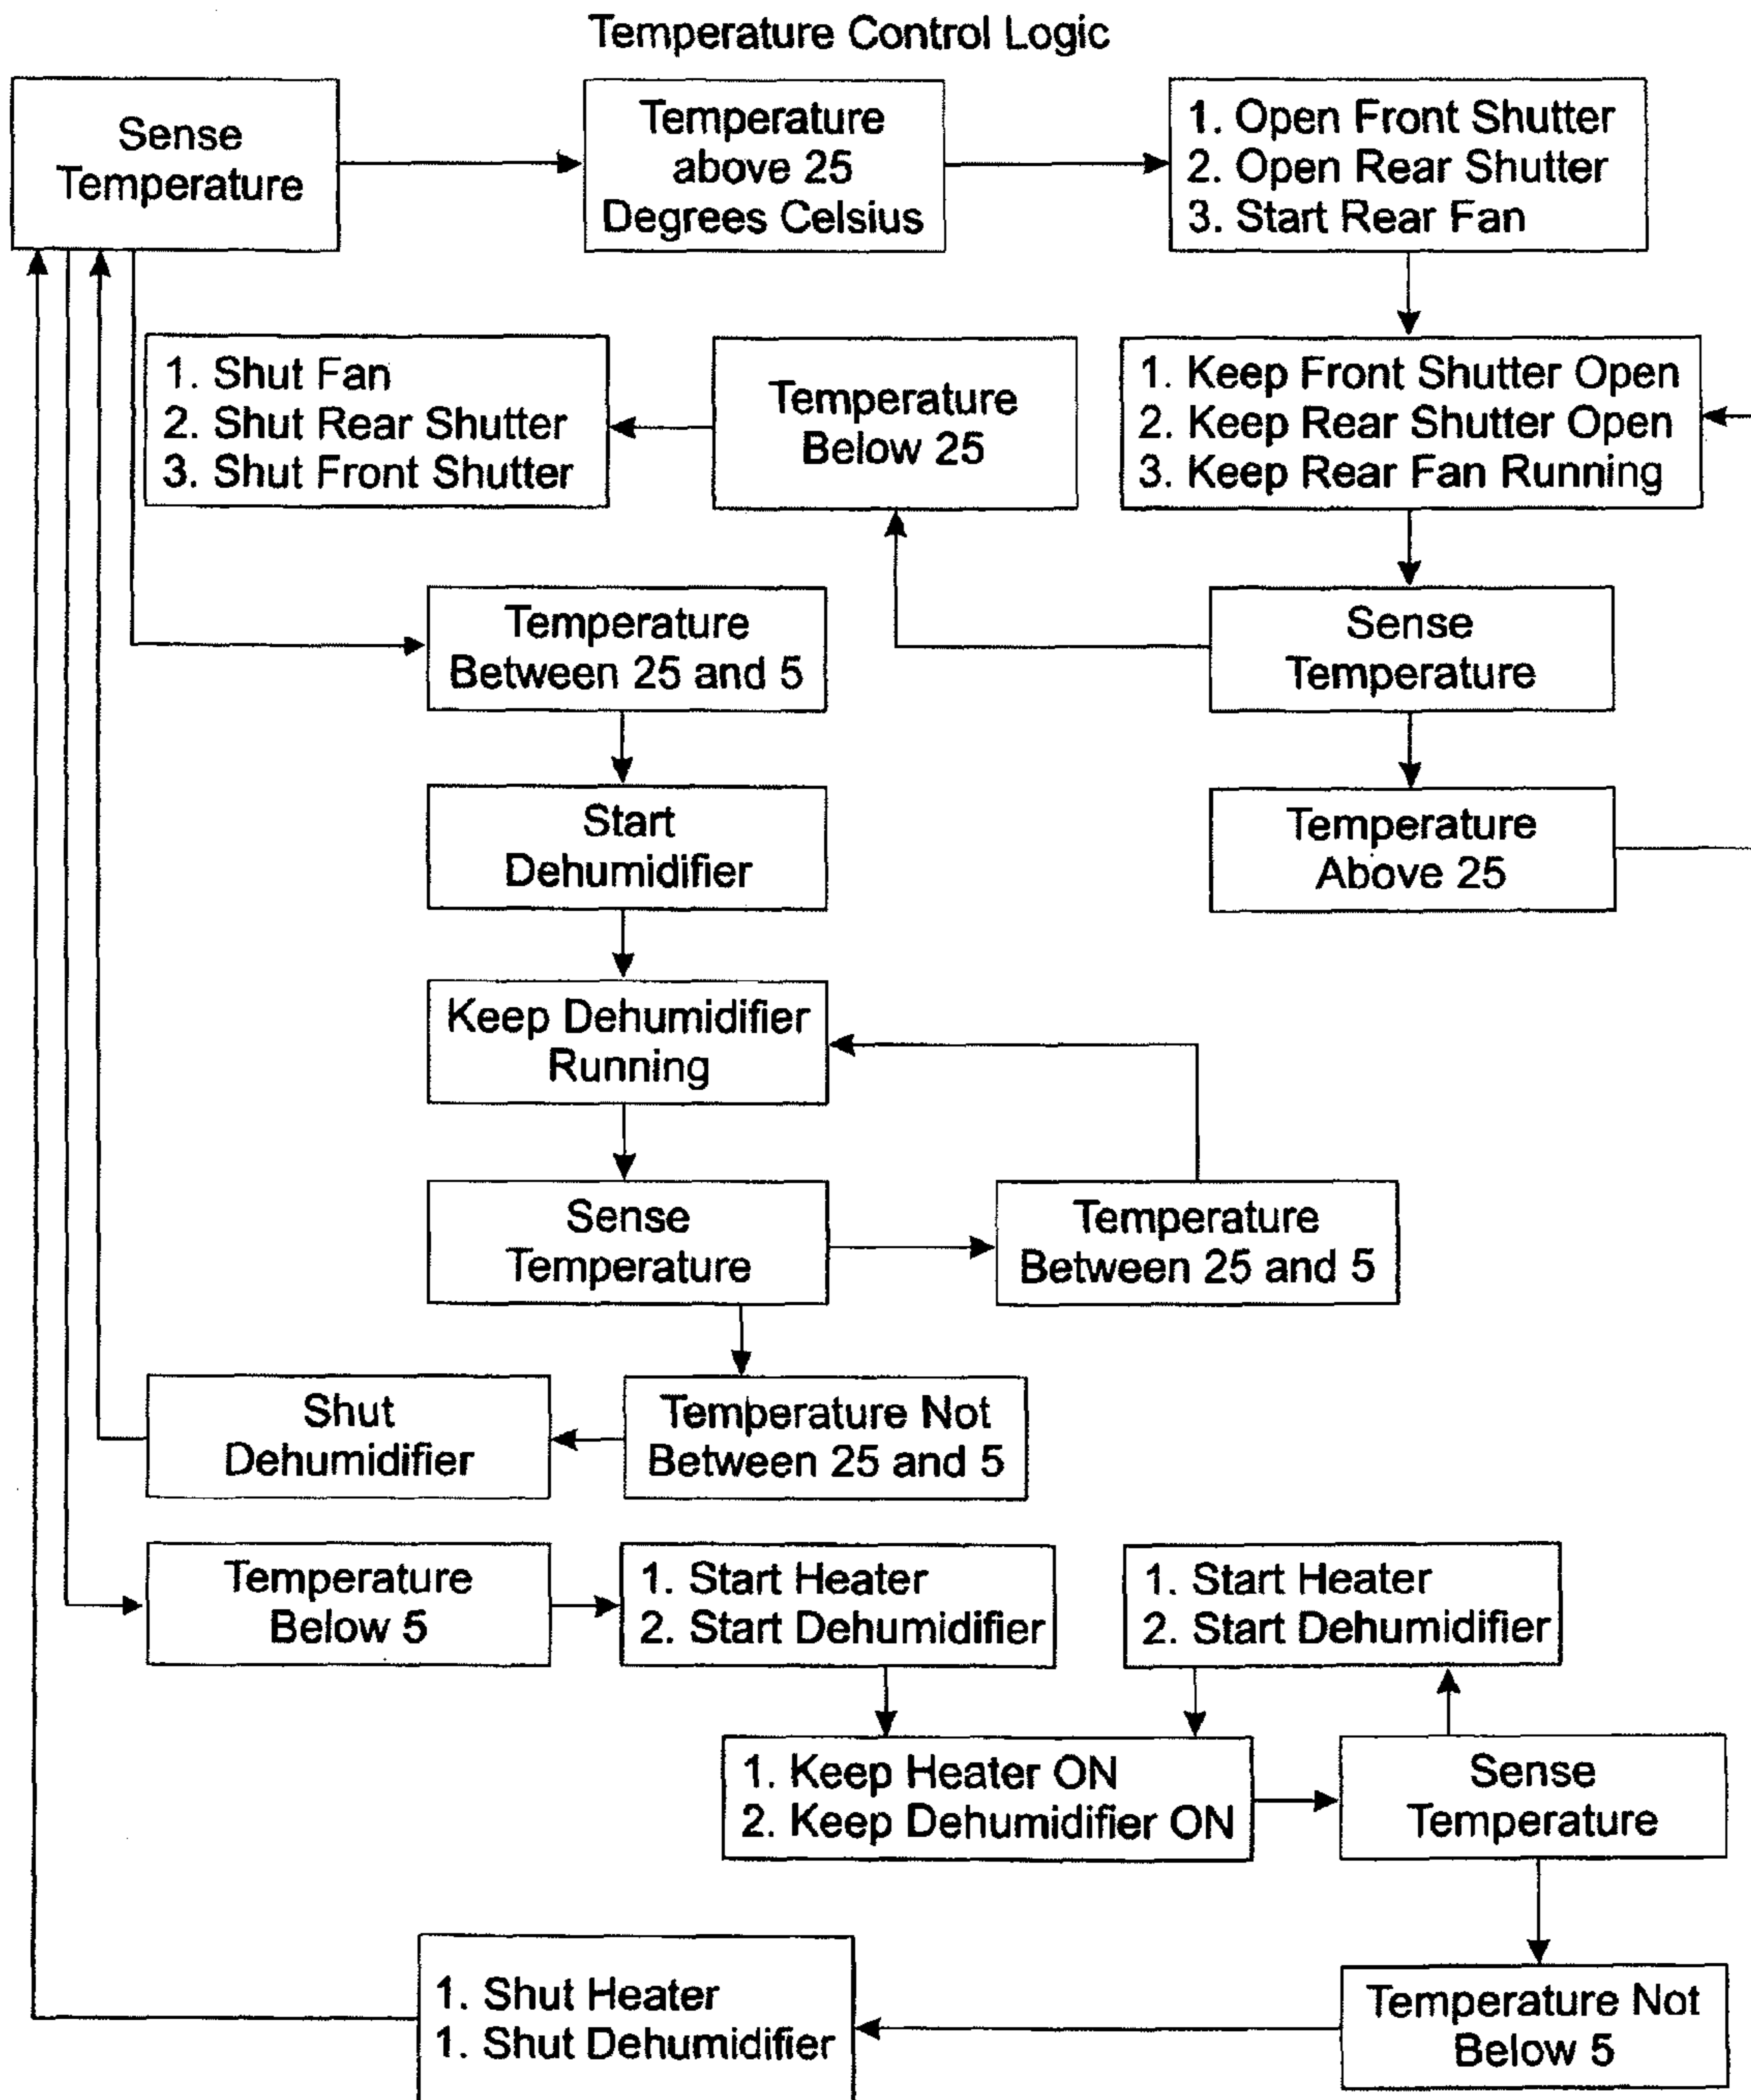 Temperature Control Logic
Sense
Temperature
Temperature
above 25
Degrees Celsius
1. Open Front Shutter
2. Open Rear Shutter
3. Start Rear Fan
1. Shut Fan
2. Shut Rear Shutter
3. Shut Front Shutter
Temperature
Below 25
1. Keep Front Shutter Open
2. Keep Rear Shutter Open
3. Keep Rear Fan Running
Temperature
Between 25 and 5
Sense
Temperature
Start
Dehumidifier
Temperature
Above 25
Keep Dehumidifier
Running
Sense
Temperature
Temperature
Between 25 and 5
Shut
Dehumidifier
Temperature Not
Between 25 and 5
Temperature
Below 5
1. Start Heater
2. Start Dehumidifier
1. Start Heater
2. Start Dehumidifier
1. Keep Heater ON
2. Keep Dehumidifier ON
Sense
Temperature
1. Shut Heater
1. Shut Dehumidifier
Temperature Not
Below 5